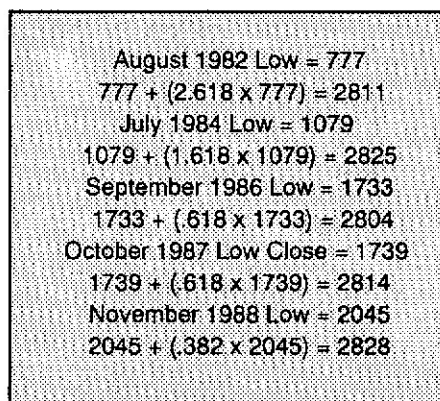 August 1982 Low = 777
777 + (2.618 x 777) = 2811
July 1984 Low = 1079
1079 + (1.618 x 1079) = 2825
September 1986 Low = 1733
1733 + (.618 x 1733) = 2804
October 1987 Low Close = 1739
1739 + (.618 x 1739) = 2814
November 1988 Low = 2045
2045 + (.382 x 2045) = 2828